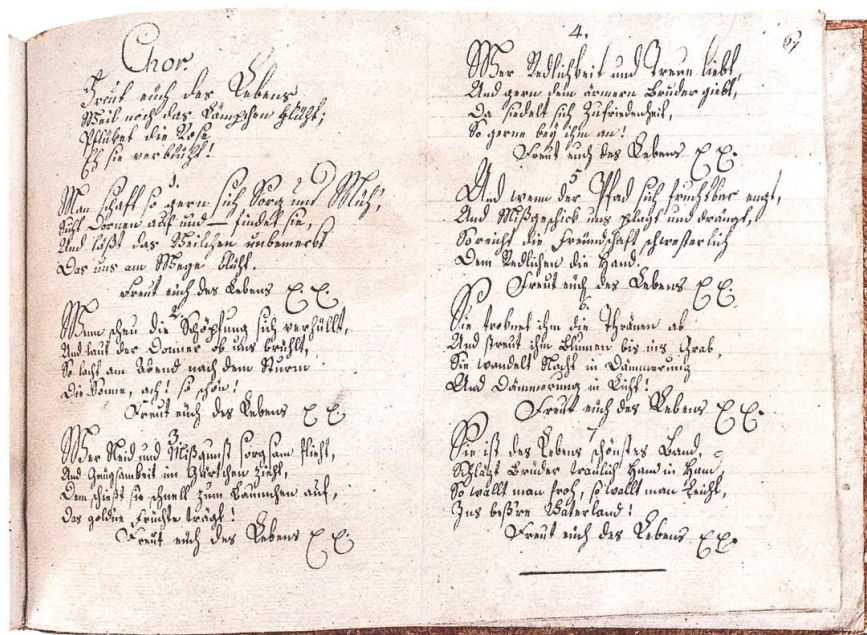 Chor
Freut euch des Lebens
Weil noch das Lämpchen glüht;
Pflüket die Rose
Eh sie verblüht!
1.
Man schaft so gern sich Sorg und Müh,
Sucht Dornen auf und — findet sie,
Und läßt das Veilchen unbemerkt
Das uns am Wege blüht.
Freut euch des Lebens
2.
Wenn scheu die Schöpfung sich verhüllt,
Und laut der Donner ob uns brüllt,
So lacht am Abend nach dem Sturm
Die Sonne, ach! so schön!
Freut euch des Lebens
3
Wer Neid und Mißgunst sorgsam flieht,
Und Gnügsamkeit im Gärtchen zieht,
Dem schießt sie schnell zum Bäumchen auf,
Das goldne Früchte trägt!
Freut euch des Lebens
4.
67
Wer Redlichkeit und Treue liebt,
Und gern dem ärmern Bruder giebt,
Da siedelt sich Zufriedenheit,
So gerne bey ihm an!
Freut euch des Lebens
5
Und wenn der Pfad sich furchtbar engt,
Und Mißgeschick uns plagt und drängt,
So reicht die Freundschaft schwesterlich
Dem Redlichen die Hand.
Freut euch des Lebens
6.
Sie troknet ihm die Thränen ab
Und streut ihm Blumen bis ins Grab,
Sie wandelt Nacht in Dämmerung
Und Dämmerung in Licht!
Freut euch des Lebens
7
Sie ist des Lebens schönstes Band,
Schlingt Brüder traulich Hand in Hand,
So wallt man froh, so wallt man leicht,
Ins beßre Vaterland!
Freut euch des Lebens